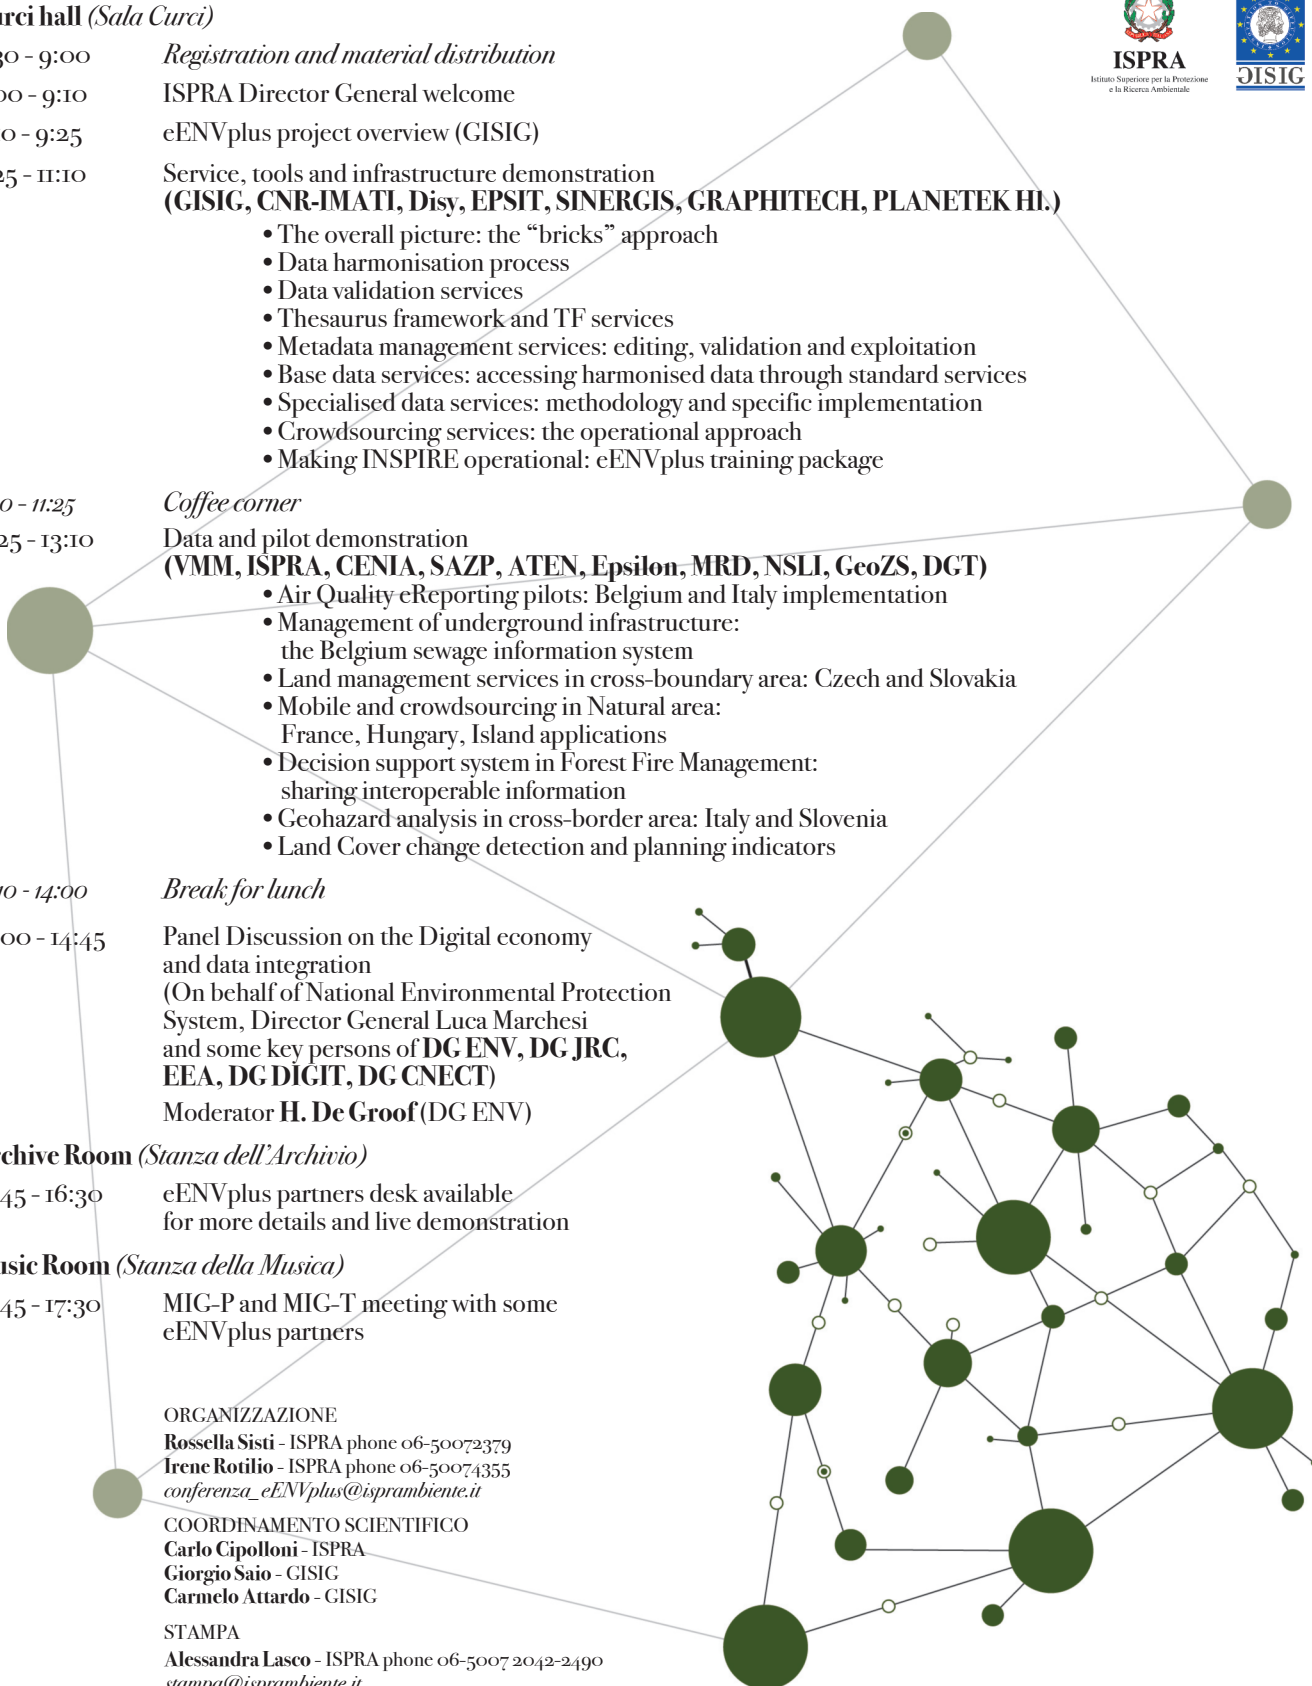 urci hall (Sala Curci)
30 - 9:00 Registration and material distribution
00 - 9:10 ISPRA Director General welcome
0 - 9:25 eENVplus project overview (GISIG)
25 - 11:10 Service, tools and infrastructure demonstration
(GISIG, CNR-IMATI, Disy, EPSIT, SINERGIS, GRAPHITECH, PLANETEK HI.)
• The overall picture: the “bricks” approach
• Data harmonisation process
• Data validation services
• Thesaurus framework and TF services
• Metadata management services: editing, validation and exploitation
• Base data services: accessing harmonised data through standard services
• Specialised data services: methodology and specific implementation
• Crowdsourcing services: the operational approach
• Making INSPIRE operational: eENVplus training package
0 - 11:25 Coffee corner
25 - 13:10 Data and pilot demonstration
(VMM, ISPRA, CENIA, SAZP, ATEN, Epsilon, MRD, NSLI, GeoZS, DGT)
• Air Quality eReporting pilots: Belgium and Italy implementation
• Management of underground infrastructure:
the Belgium sewage information system
• Land management services in cross-boundary area: Czech and Slovakia
• Mobile and crowdsourcing in Natural area:
France, Hungary, Island applications
• Decision support system in Forest Fire Management:
sharing interoperable information
• Geohazard analysis in cross-border area: Italy and Slovenia
• Land Cover change detection and planning indicators
10 - 14:00 Break for lunch
00 - 14:45 Panel Discussion on the Digital economy
and data integration
(On behalf of National Environmental Protection
System, Director General Luca Marchesi
and some key persons of DG ENV, DG JRC,
EEA, DG DIGIT, DG CNECT)
Moderator H. De Groof (DG ENV)
rchive Room (Stanza dell’Archivio)
45 - 16:30 eENVplus partners desk available
for more details and live demonstration
usic Room (Stanza della Musica)
45 - 17:30 MIG-P and MIG-T meeting with some
eENVplus partners
ORGANIZZAZIONE
Rossella Sisti - ISPRA phone 06-50072379
Irene Rotilio - ISPRA phone 06-50074355
conferenza_eENVplus@isprambiente.it
COORDINAMENTO SCIENTIFICO
Carlo Cipolloni - ISPRA
Giorgio Saio - GISIG
Carmelo Attardo - GISIG
STAMPA
Alessandra Lasco - ISPRA phone 06-5007 2042-2490
stampa@isprambiente.it
ISPRA
Istituto Superiore per la Protezione
e la Ricerca Ambientale
GISIG